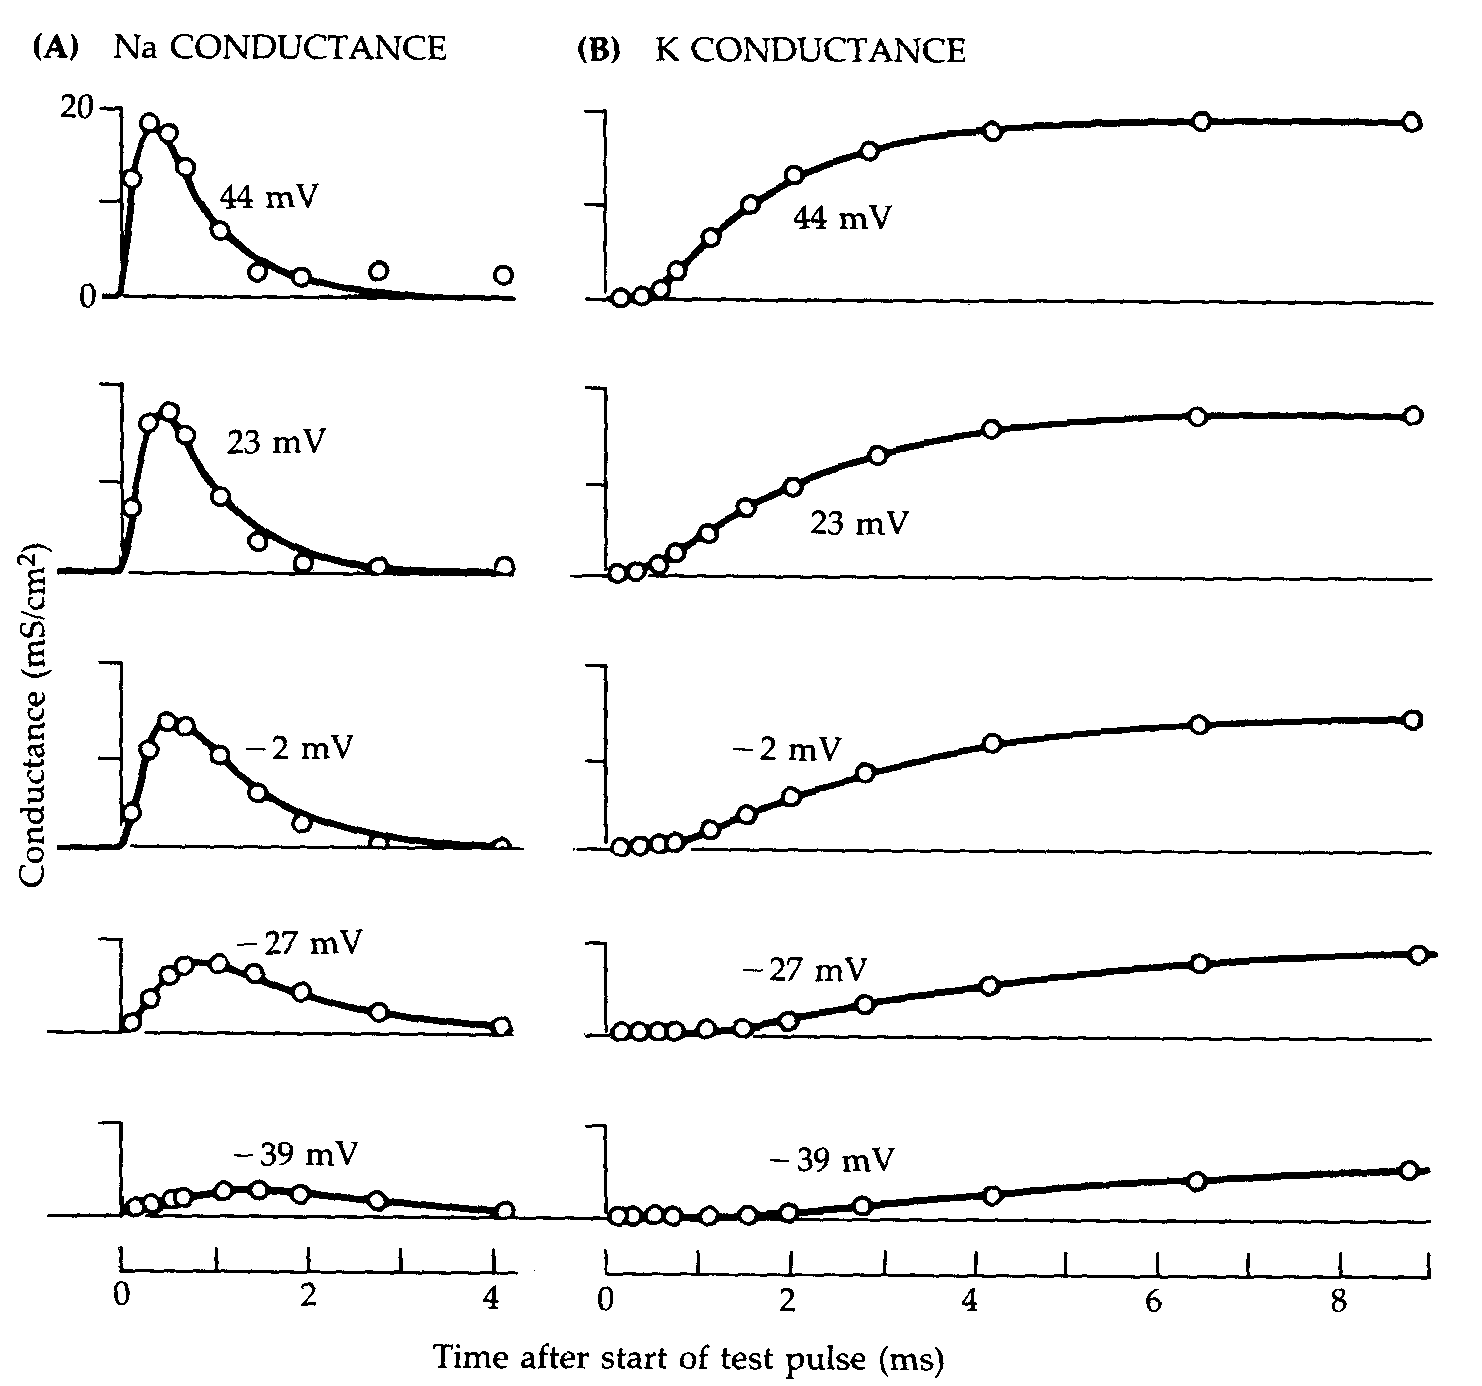 (A) Na CONDUCTANCE
(B) K CONDUCTANCE
20
0
44 mV
44 mV
23 mV
23 mV
−2 mV
−2 mV
−27 mV
−27 mV
−39 mV
−39 mV
Conductance (mS/cm²)
0 2 4
0 2 4 6 8
Time after start of test pulse (ms)